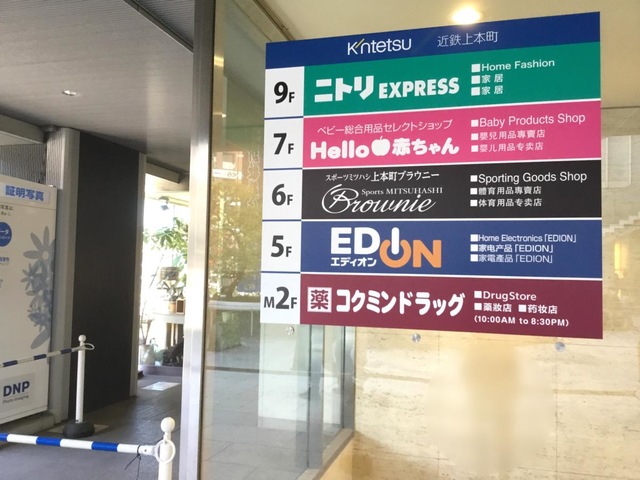 Kintetsu 近鉄上本町
9F
ニトリ EXPRESS
■Home Fashion
■家居
■家居
7F
ベビー総合用品セレクトショップ
Hello赤ちゃん
■Baby Products Shop
■嬰兒用品專賣店
■婴儿用品专卖店
6F
スポーツミツハシ上本町ブラウニー
Sports MITSUHASHI
Brownie
■Sporting Goods Shop
■體育用品專賣店
■体育用品专卖店
5F
EDION
エディオン
■Home Electronics「EDION」
■家电产品「EDION」
■家電產品「EDION」
M2F
薬 コクミンドラッグ
■DrugStore
■藥妝店 ■药妆店
(10:00AM to 8:30PM)
証明写真
DNP